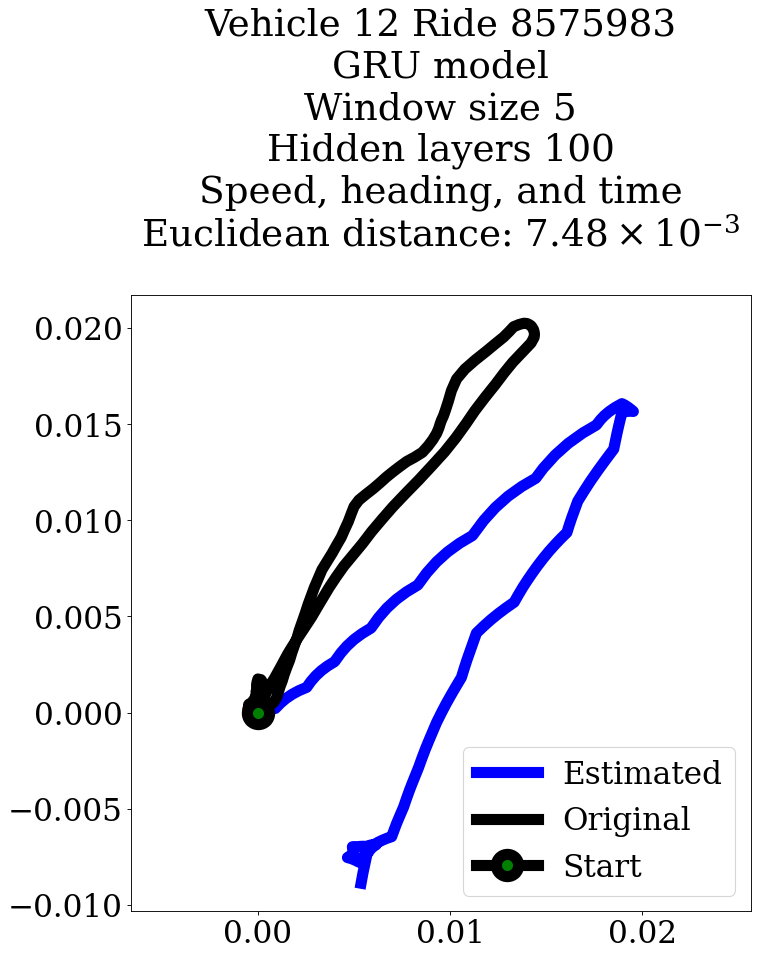 Vehicle 12 Ride 8575983
GRU model
Window size 5
Hidden layers 100
Speed, heading, and time
Euclidean distance: 7.48 × 10⁻³
0.020
0.015
0.010
0.005
0.000
−0.005
−0.010
0.00 0.01 0.02
Estimated
Original
Start